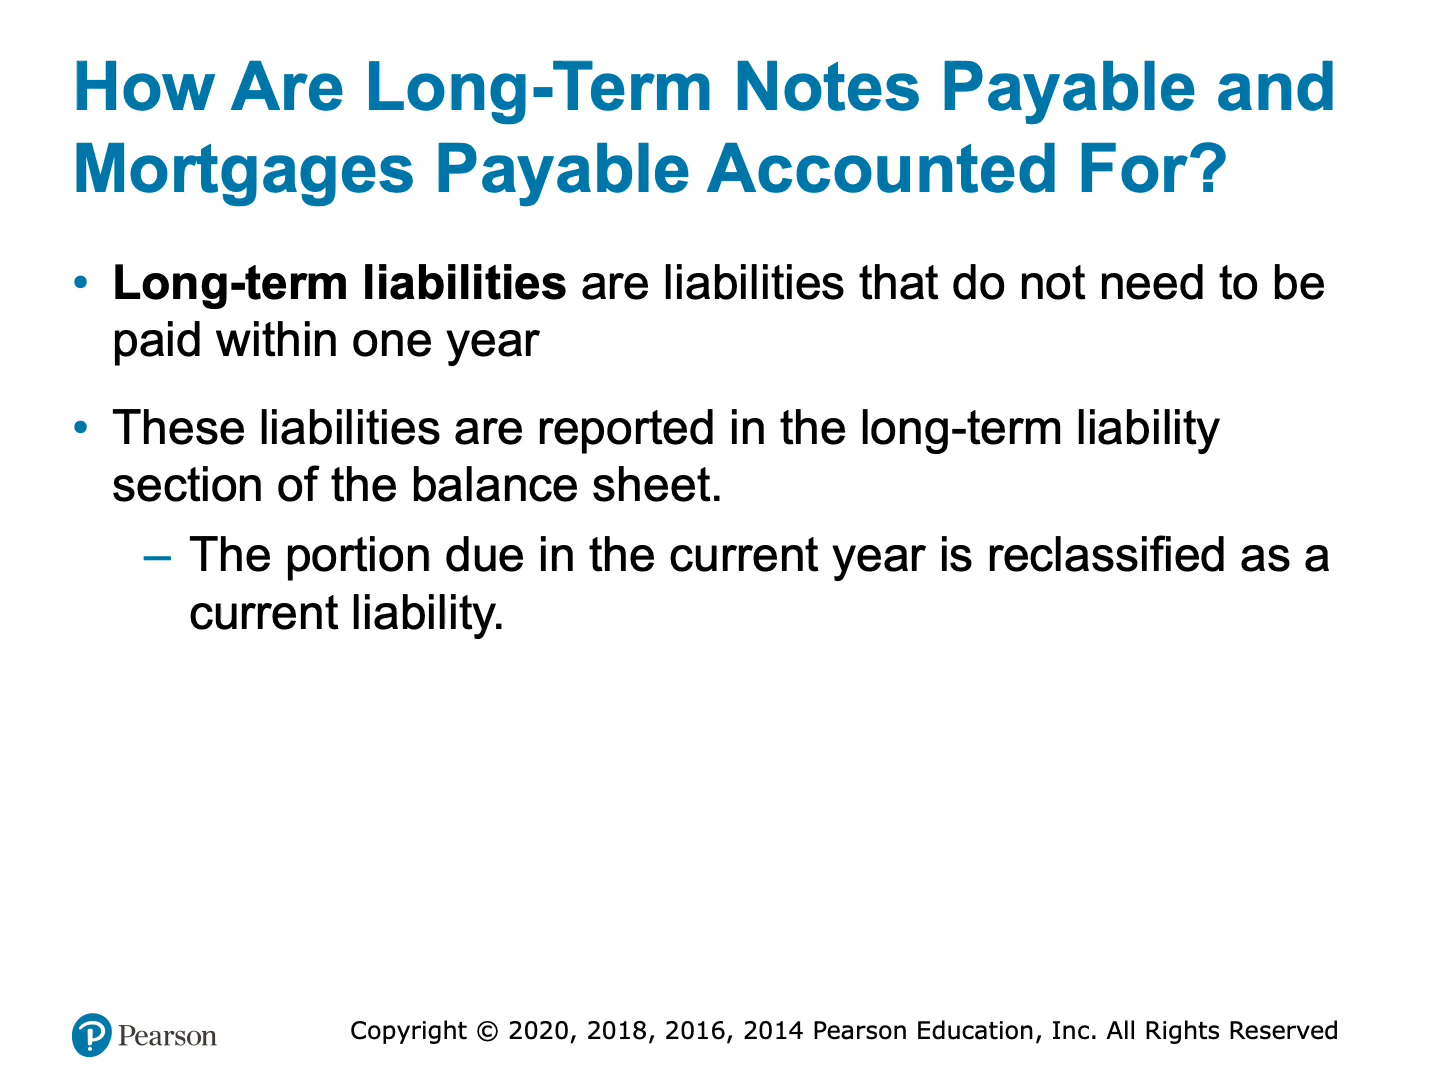 How Are Long-Term Notes Payable and
Mortgages Payable Accounted For?
• Long-term liabilities are liabilities that do not need to be
paid within one year
• These liabilities are reported in the long-term liability
section of the balance sheet.
– The portion due in the current year is reclassified as a
current liability.
Pearson
Copyright © 2020, 2018, 2016, 2014 Pearson Education, Inc. All Rights Reserved